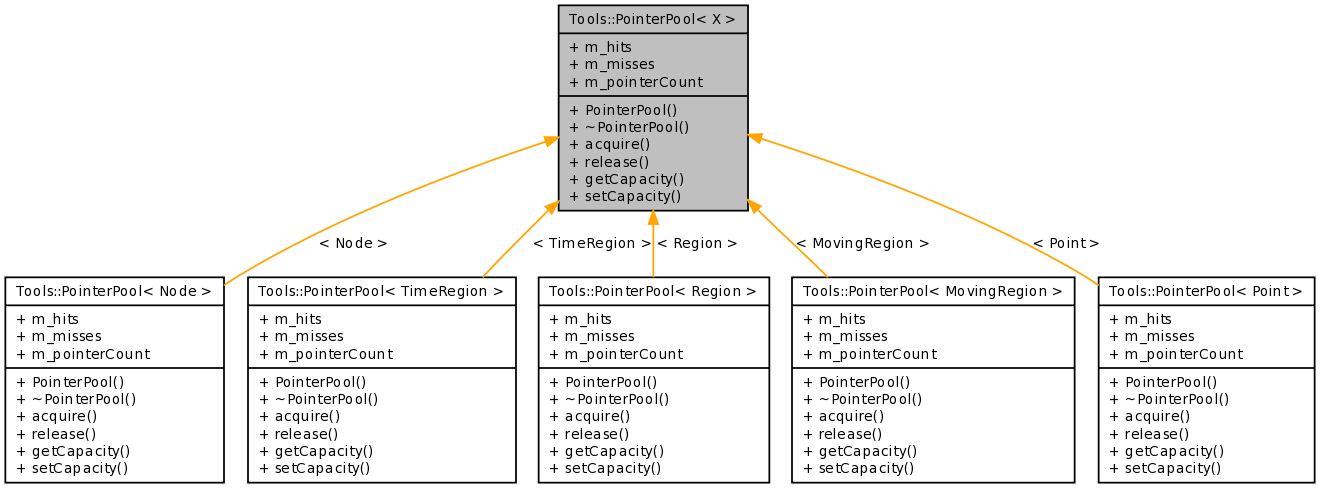 Tools::PointerPool< X >
+ m_hits
+ m_misses
+ m_pointerCount
+ PointerPool()
+ ~PointerPool()
+ acquire()
+ release()
+ getCapacity()
+ setCapacity()
< Node >
< TimeRegion >
< Region >
< MovingRegion >
< Point >
Tools::PointerPool< Node >
+ m_hits
+ m_misses
+ m_pointerCount
+ PointerPool()
+ ~PointerPool()
+ acquire()
+ release()
+ getCapacity()
+ setCapacity()
Tools::PointerPool< TimeRegion >
+ m_hits
+ m_misses
+ m_pointerCount
+ PointerPool()
+ ~PointerPool()
+ acquire()
+ release()
+ getCapacity()
+ setCapacity()
Tools::PointerPool< Region >
+ m_hits
+ m_misses
+ m_pointerCount
+ PointerPool()
+ ~PointerPool()
+ acquire()
+ release()
+ getCapacity()
+ setCapacity()
Tools::PointerPool< MovingRegion >
+ m_hits
+ m_misses
+ m_pointerCount
+ PointerPool()
+ ~PointerPool()
+ acquire()
+ release()
+ getCapacity()
+ setCapacity()
Tools::PointerPool< Point >
+ m_hits
+ m_misses
+ m_pointerCount
+ PointerPool()
+ ~PointerPool()
+ acquire()
+ release()
+ getCapacity()
+ setCapacity()